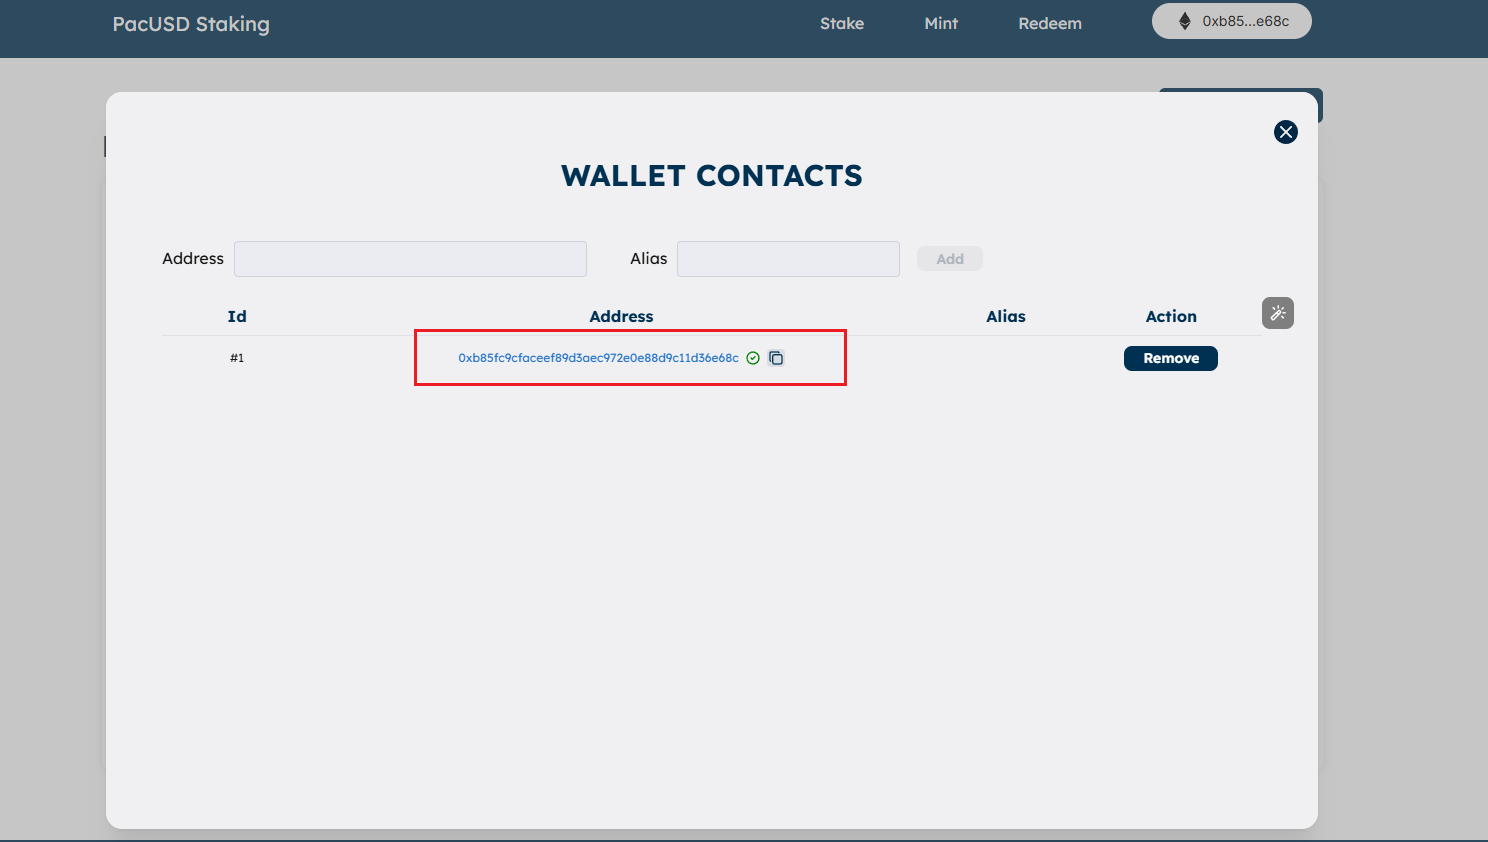 PacUSD Staking Stake Mint Redeem 0xb85...e68c
WALLET CONTACTS
Address Alias Add
Id Address Alias Action
#1 0xb85fc9cfaceef89d3aec972e0e88d9c11d36e68c Remove